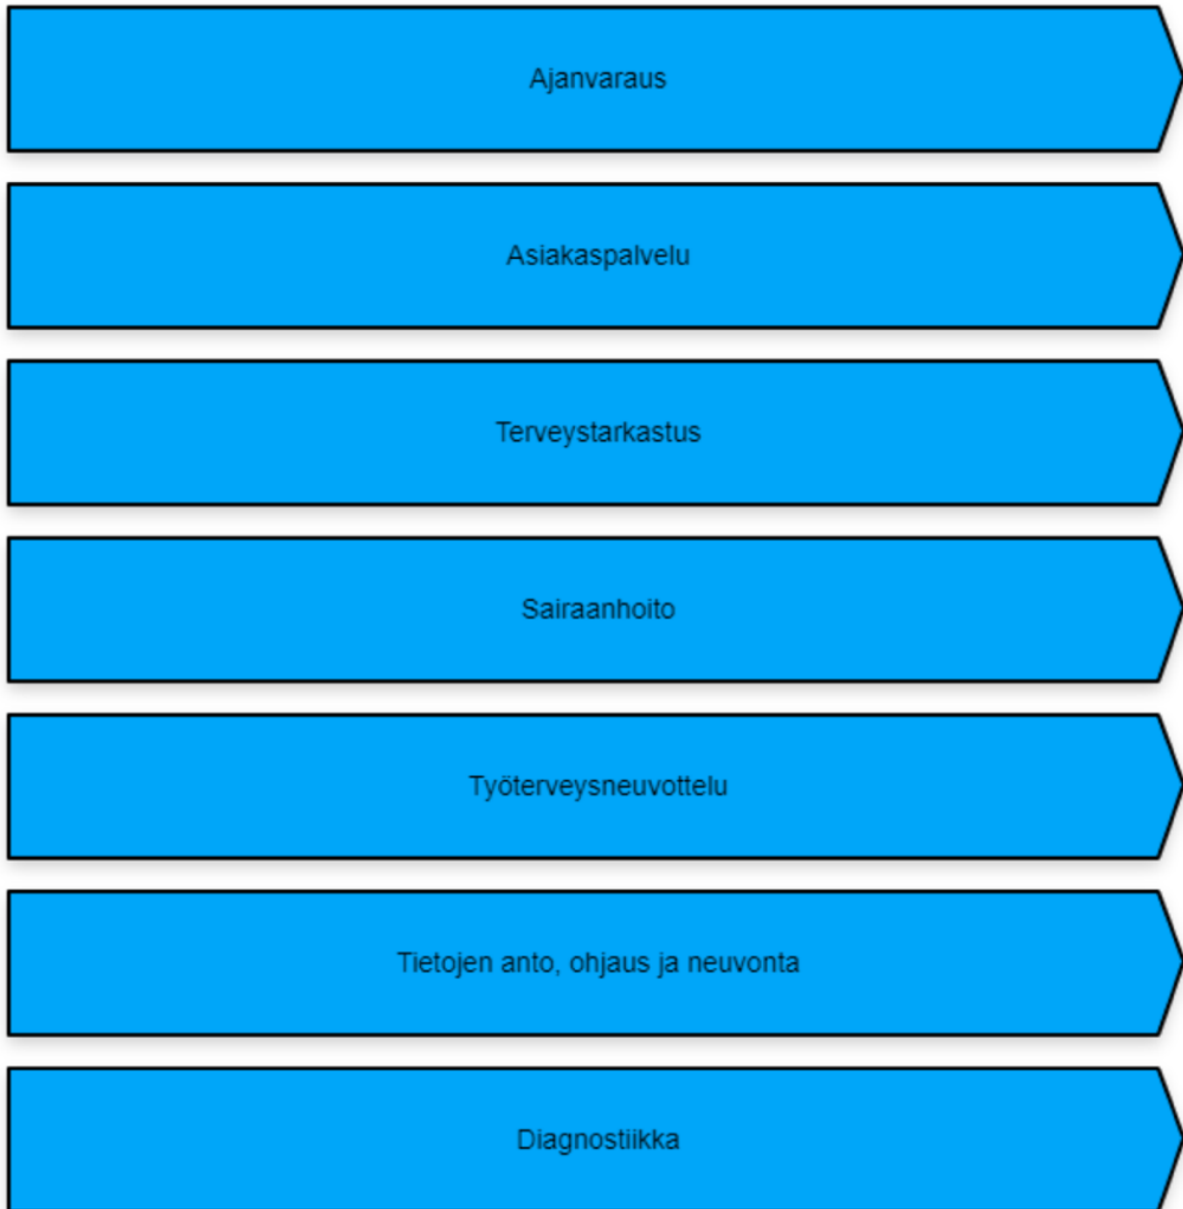 Ajanvaraus
Asiakaspalvelu
Terveystarkastus
Sairaanhoito
Työterveysneuvottelu
Tietojen anto, ohjaus ja neuvonta
Diagnostiikka